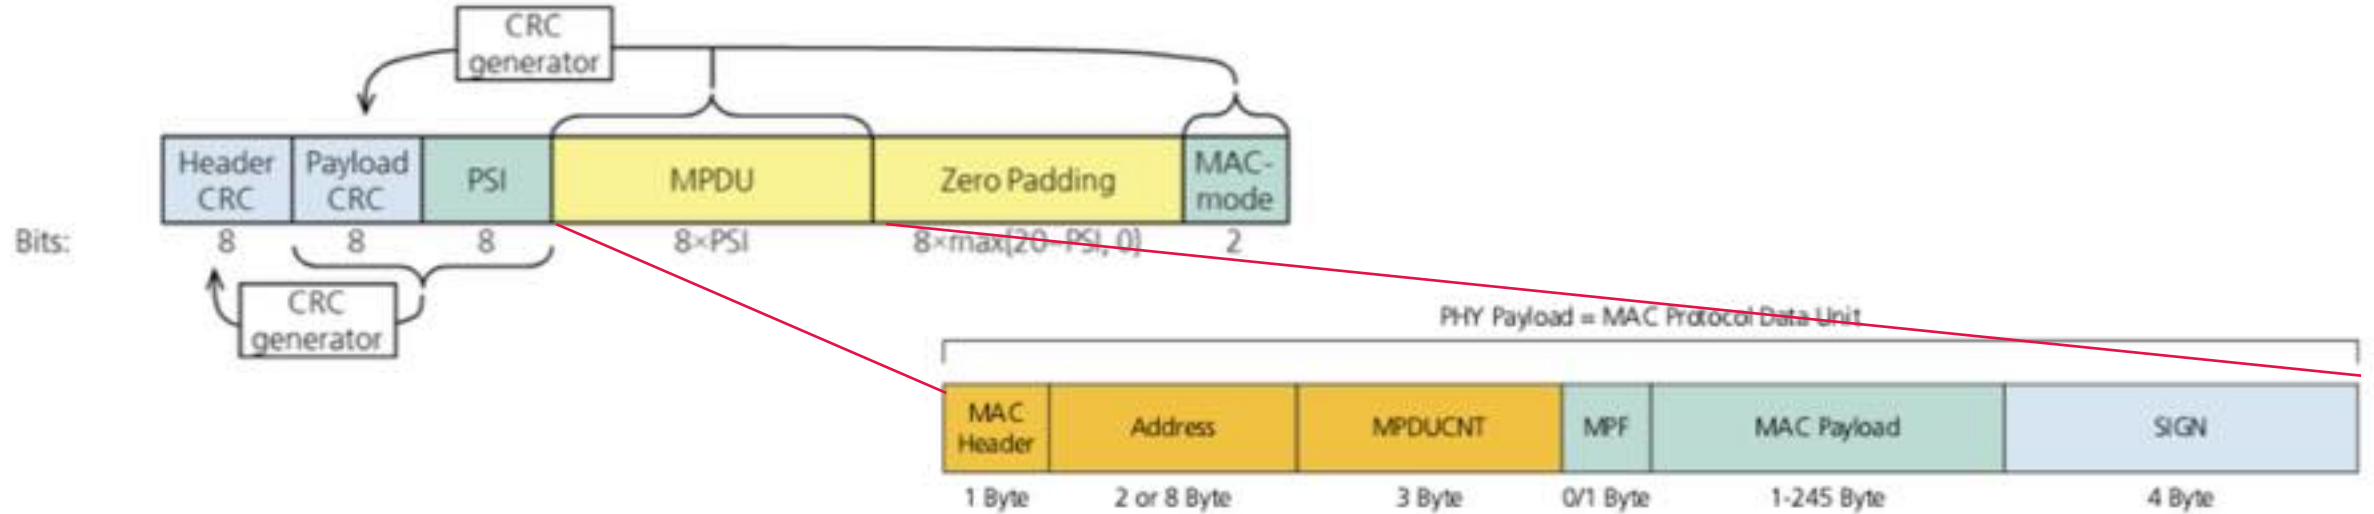 CRC
generator
Header
CRC
Payload
CRC
PSI
MPDU
Zero Padding
MAC-
mode
Bits:
8
8
8
8×PSI
8×max(20-PSI, 0)
2
CRC
generator
PHY Payload = MAC Protocol Data Unit
MAC
Header
Address
MPDUCNT
MPF
MAC Payload
SIGN
1 Byte
2 or 8 Byte
3 Byte
0/1 Byte
1-245 Byte
4 Byte